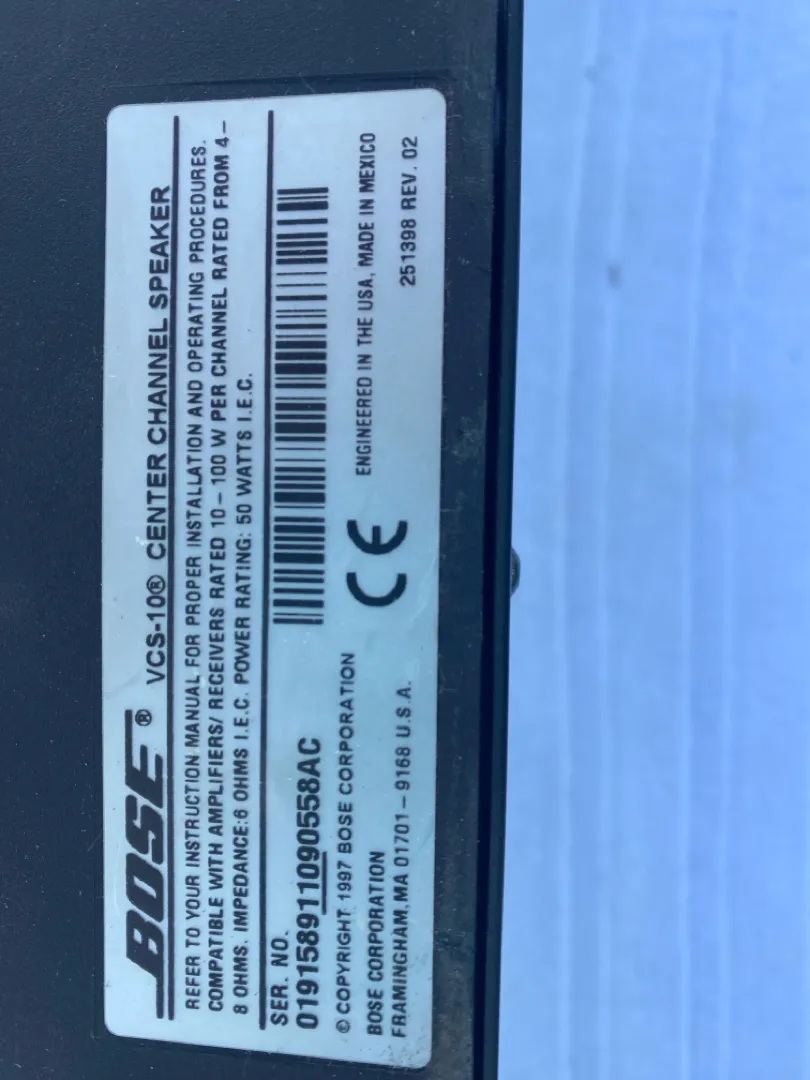 BOSE® VCS-10® CENTER CHANNEL SPEAKER
REFER TO YOUR INSTRUCTION MANUAL FOR PROPER INSTALLATION AND OPERATING PROCEDURES.
COMPATIBLE WITH AMPLIFIERS/ RECEIVERS RATED 10-100 W PER CHANNEL RATED FROM 4-
8 OHMS. IMPEDANCE:6 OHMS I.E.C. POWER RATING: 50 WATTS I.E.C.
SER. NO.
019158911090558AC
© COPYRIGHT 1997 BOSE CORPORATION
BOSE CORPORATION
FRAMINGHAM,MA 01701-9168 U.S.A.
CE
ENGINEERED IN THE USA, MADE IN MEXICO
251398 REV. 02